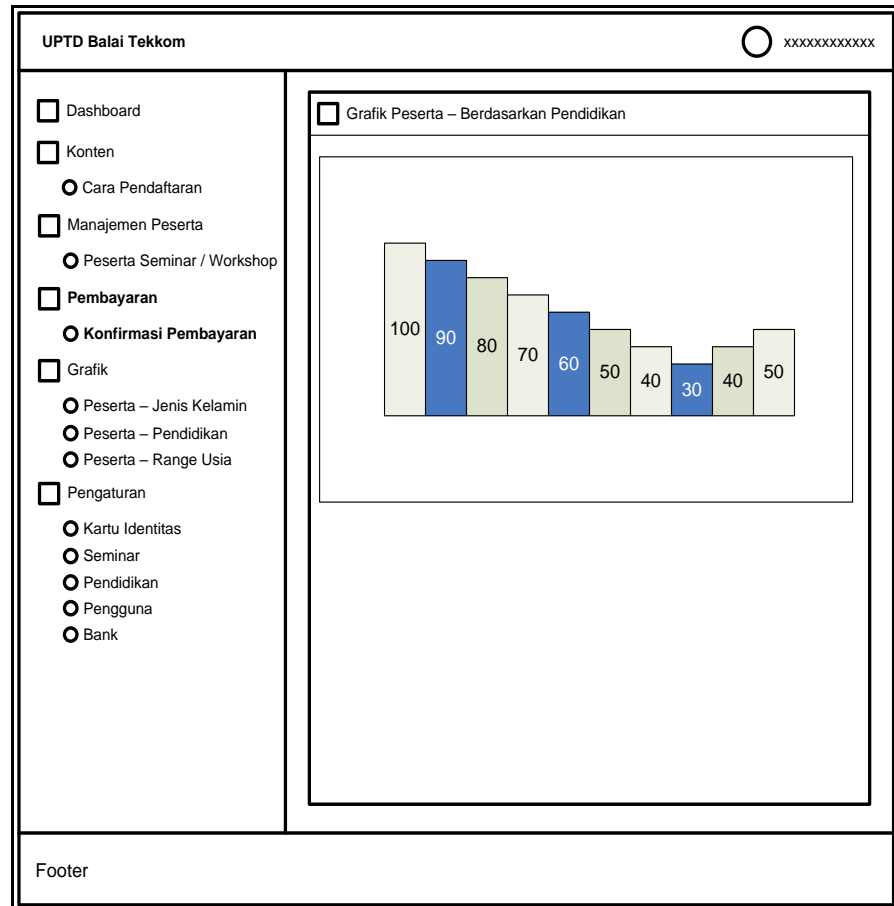 UPTD Balai Tekkom
xxxxxxxxxxxx
Dashboard
Konten
Cara Pendaftaran
Manajemen Peserta
Peserta Seminar / Workshop
Pembayaran
Konfirmasi Pembayaran
Grafik
Peserta – Jenis Kelamin
Peserta – Pendidikan
Peserta – Range Usia
Pengaturan
Kartu Identitas
Seminar
Pendidikan
Pengguna
Bank
Grafik Peserta – Berdasarkan Pendidikan
100 90 80 70 60 50 40 30 40 50
Footer